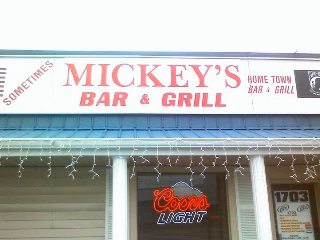 SOMETIMES
MICKEY'S
BAR & GRILL
HOME TOWN
BAR & GRILL
Coors
LIGHT
1703